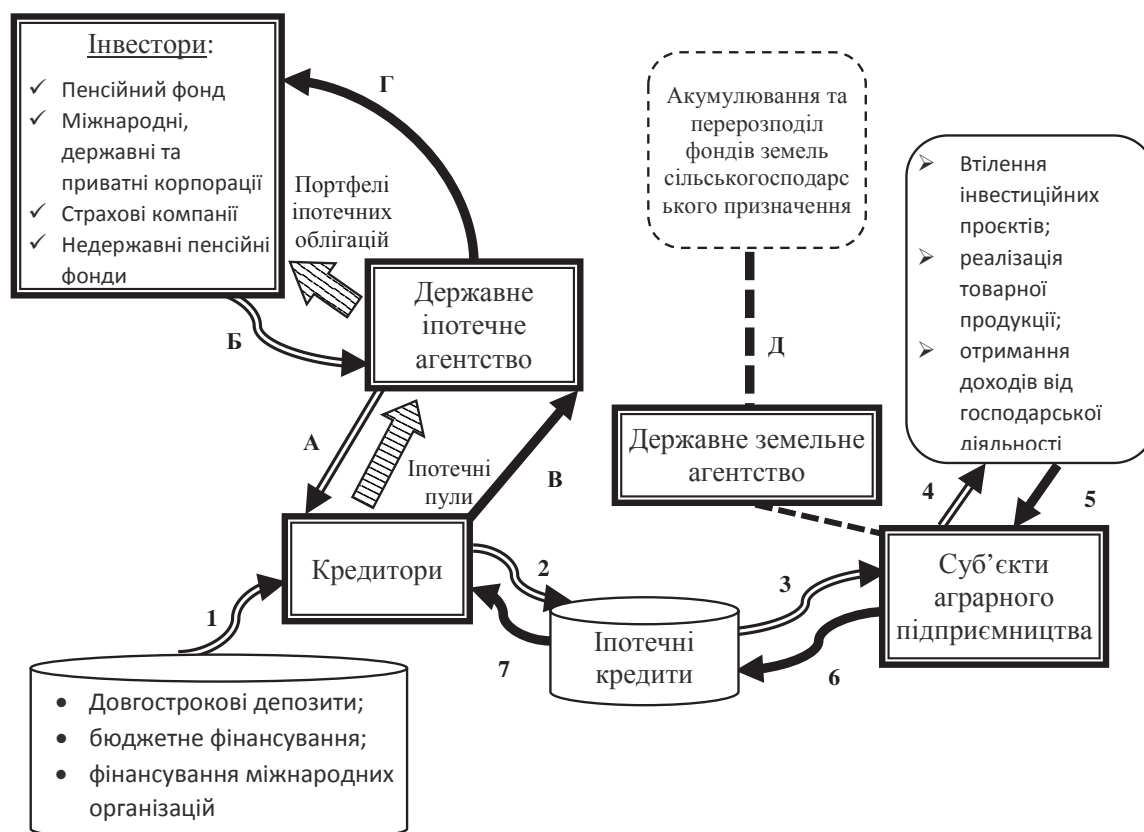 Інвестори:
✓ Пенсійний фонд
✓ Міжнародні,
державні та
приватні корпорації
✓ Страхові компанії
✓ Недержавні пенсійні
фонди
Г
Портфелі
іпотечних
облігацій
Державне
іпотечне
агентство
Б
А
Іпотечні
пули
В
Кредитори
1
• Довгострокові депозити;
• бюджетне фінансування;
• фінансування міжнародних
організацій
2
7
Іпотечні
кредити
3
6
Акумулювання та
перерозподіл
фондів земель
сільськогосподарс
ького призначення
Д
Державне земельне
агентство
➢ Втілення
інвестиційних
проєктів;
➢ реалізація
товарної
продукції;
➢ отримання
доходів від
господарської
діяльності
4
5
Суб’єкти
аграрного
підприємництва